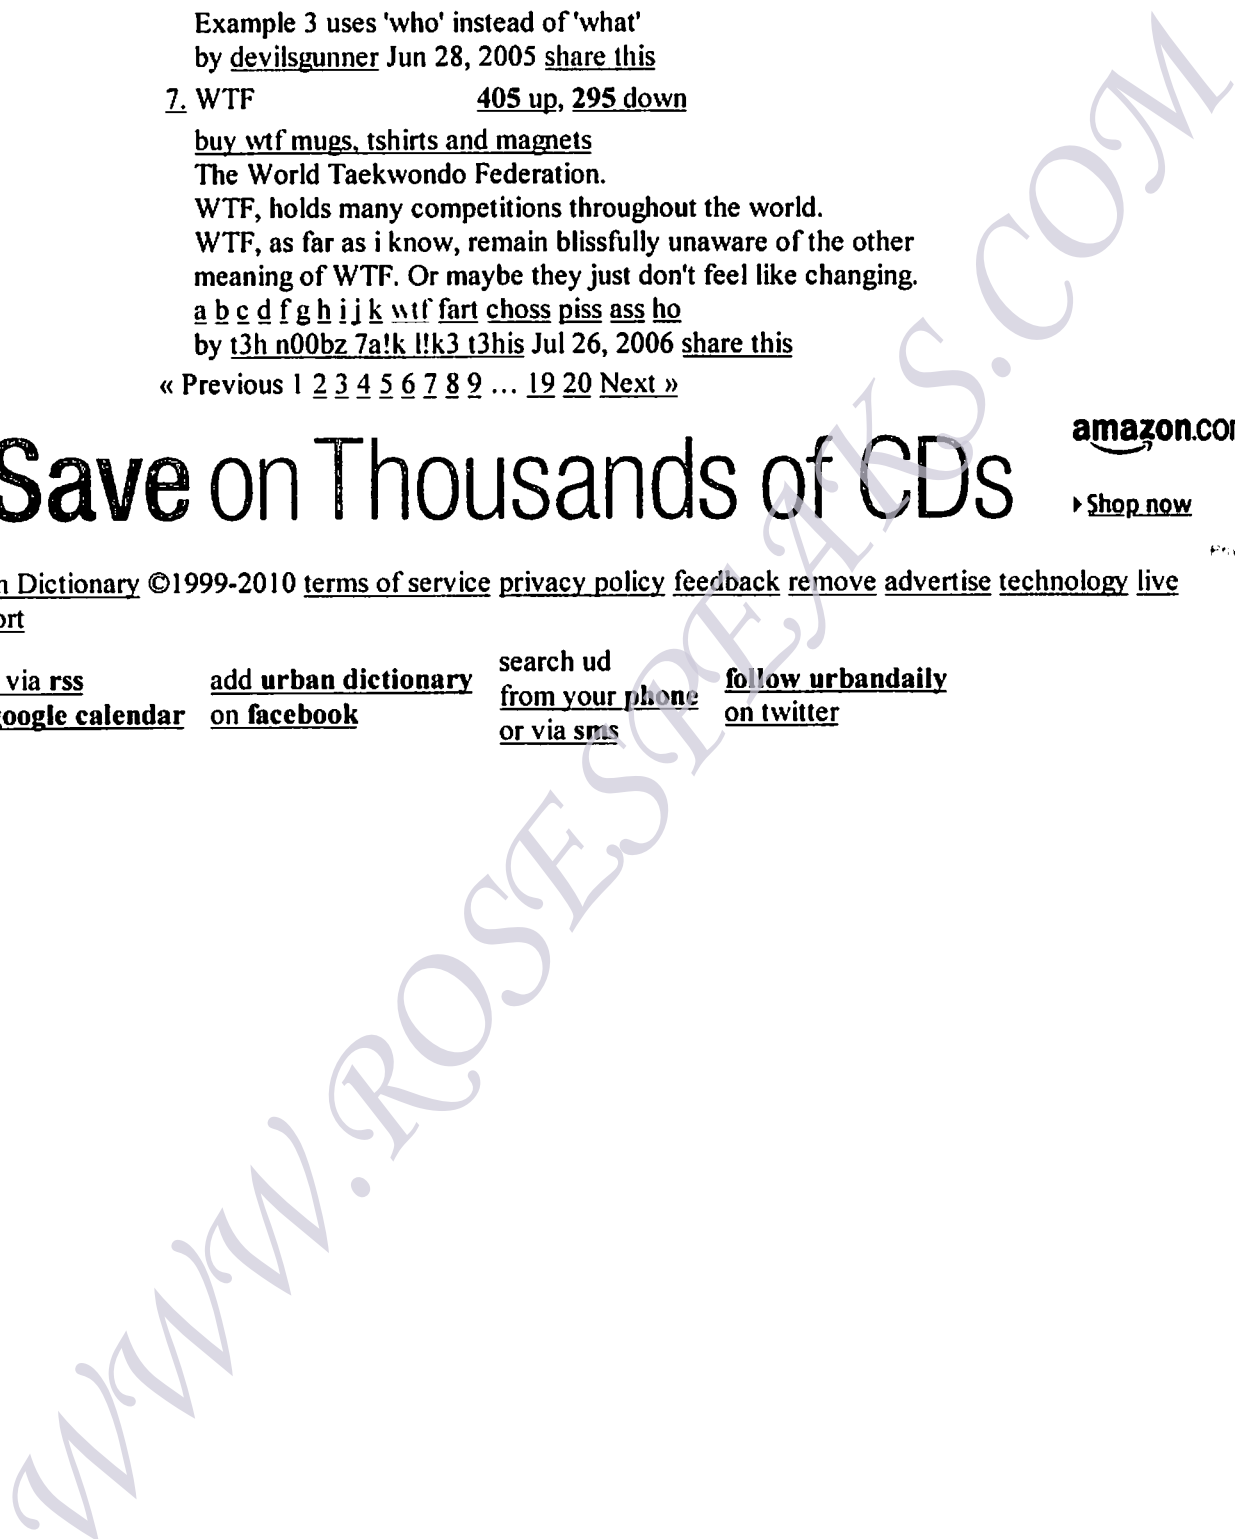 Example 3 uses 'who' instead of 'what'
by devilsgunner Jun 28, 2005 share this
7. WTF 405 up, 295 down
buy wtf mugs, tshirts and magnets
The World Taekwondo Federation.
WTF, holds many competitions throughout the world.
WTF, as far as i know, remain blissfully unaware of the other
meaning of WTF. Or maybe they just don't feel like changing.
a b c d f g h i j k wtf fart choss piss ass ho
by t3h n00bz 7a!k l!k3 t3his Jul 26, 2006 share this
« Previous 1 2 3 4 5 6 7 8 9 ... 19 20 Next »
Save on Thousands of CDs
amazon.com
▸ Shop now
n Dictionary ©1999-2010 terms of service privacy policy feedback remove advertise technology live
ort
via rss
oogle calendar
add urban dictionary
on facebook
search ud
from your phone
or via sms
follow urbandaily
on twitter
WWW.ROSESPEAKS.COM